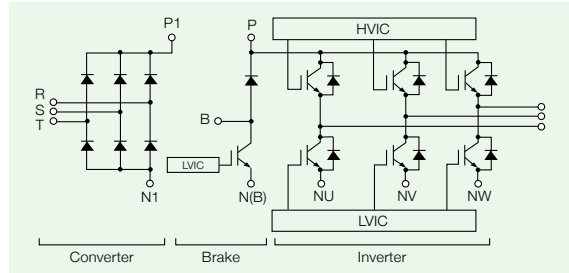 P1
P
HVIC
R
S
T
B
LVIC
N1
N(B)
NU
NV
NW
LVIC
Converter
Brake
Inverter